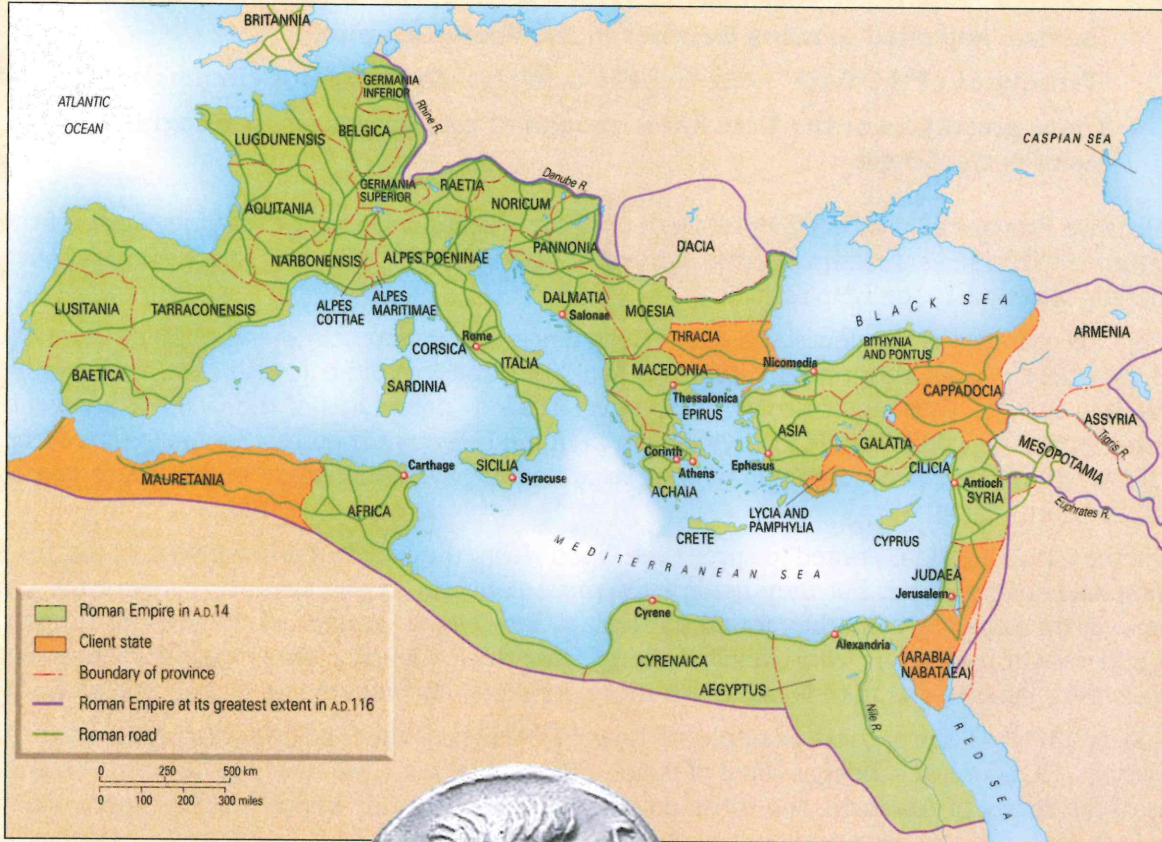 BRITANNIA
ATLANTIC
OCEAN
GERMANIA
INFERIOR
Rhine R.
BELGICA
LUGDUNENSIS
CASPIAN SEA
GERMANIA
SUPERIOR
RAETIA
Danube R.
NORICUM
AQUITANIA
PANNONIA
DACIA
NARBONENSIS
ALPES POENINAE
LUSITANIA
TARRACONENSIS
ALPES
COTTIAE
ALPES
MARITIMAE
DALMATIA
Salonae
MOESIA
BLACK SEA
ARMENIA
THRACIA
BITHYNIA
AND PONTUS
CORSICA
Rome
ITALIA
MACEDONIA
Nicomedia
BAETICA
SARDINIA
Thessalonica
EPIRUS
CAPPADOCIA
ASSYRIA
Tigris R.
ASIA
GALATIA
MESOPOTAMIA
Corinth
Athens
Ephesus
CILICIA
Carthage
SICILIA
Syracuse
MAURETANIA
ACHAIA
Antioch
SYRIA
Euphrates R.
AFRICA
LYCIA AND
PAMPHYLIA
CRETE
CYPRUS
MEDITERRANEAN SEA
JUDAEA
Jerusalem
Cyrene
Alexandria
CYRENAICA
(ARABIA/
NABATAEA)
AEGYPTUS
Nile R.
RED SEA
Roman Empire in A.D.14
Client state
Boundary of province
Roman Empire at its greatest extent in A.D.116
Roman road
0 250 500 km
0 100 200 300 miles